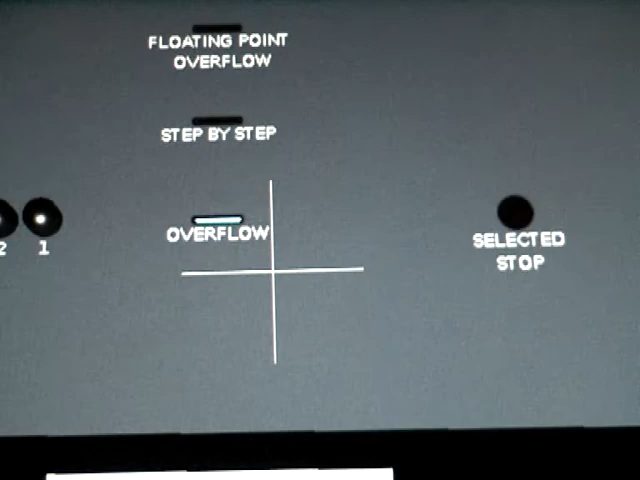 FLOATING POINT
OVERFLOW
STEP BY STEP
OVERFLOW
2 1
SELECTED
STOP